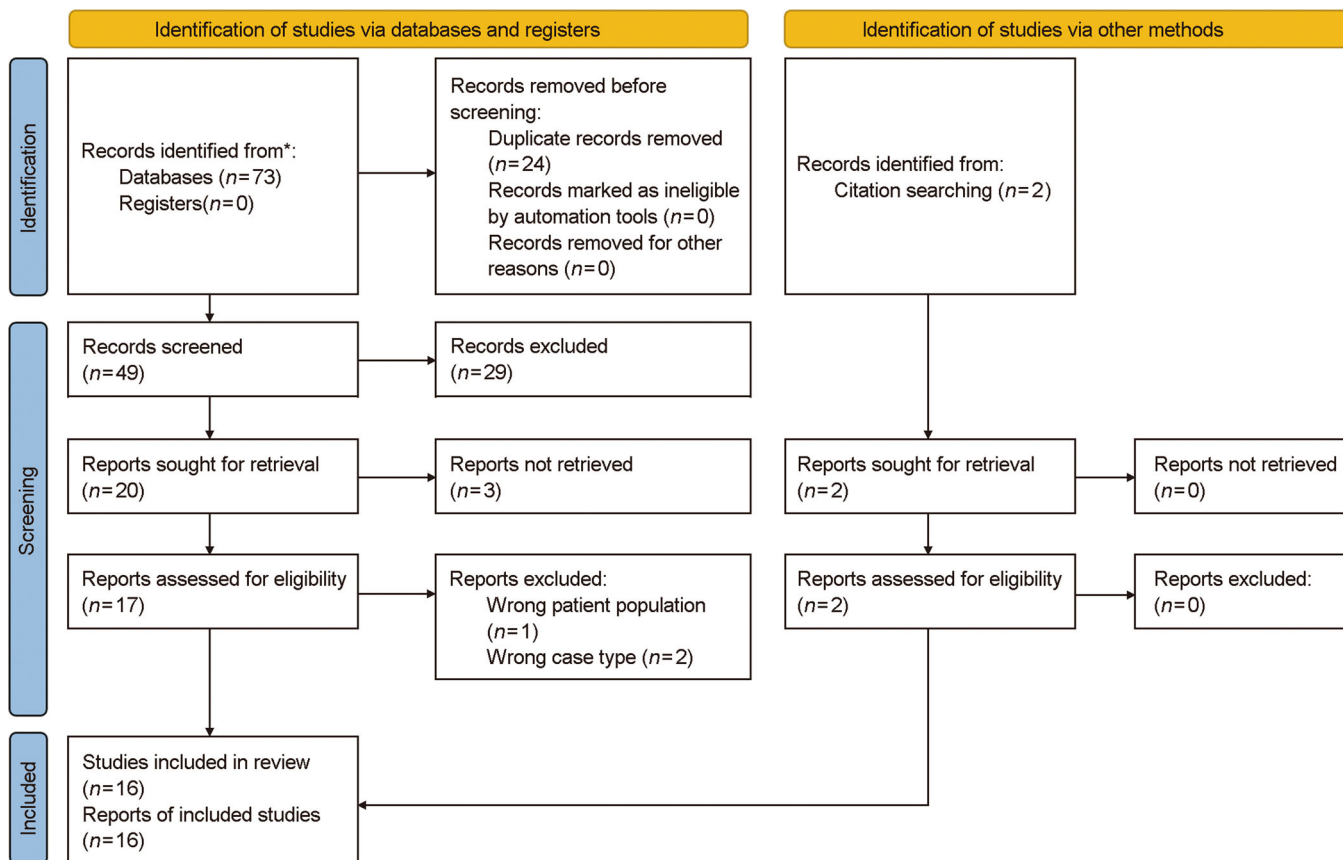 Identification of studies via databases and registers
Identification of studies via other methods
Identification
Records identified from*:
Databases (n=73)
Registers(n=0)
Records removed before
screening:
Duplicate records removed
(n=24)
Records marked as ineligible
by automation tools (n=0)
Records removed for other
reasons (n=0)
Records identified from:
Citation searching (n=2)
Screening
Records screened
(n=49)
Records excluded
(n=29)
Reports sought for retrieval
(n=20)
Reports not retrieved
(n=3)
Reports sought for retrieval
(n=2)
Reports not retrieved
(n=0)
Reports assessed for eligibility
(n=17)
Reports excluded:
Wrong patient population
(n=1)
Wrong case type (n=2)
Reports assessed for eligibility
(n=2)
Reports excluded:
(n=0)
Included
Studies included in review
(n=16)
Reports of included studies
(n=16)